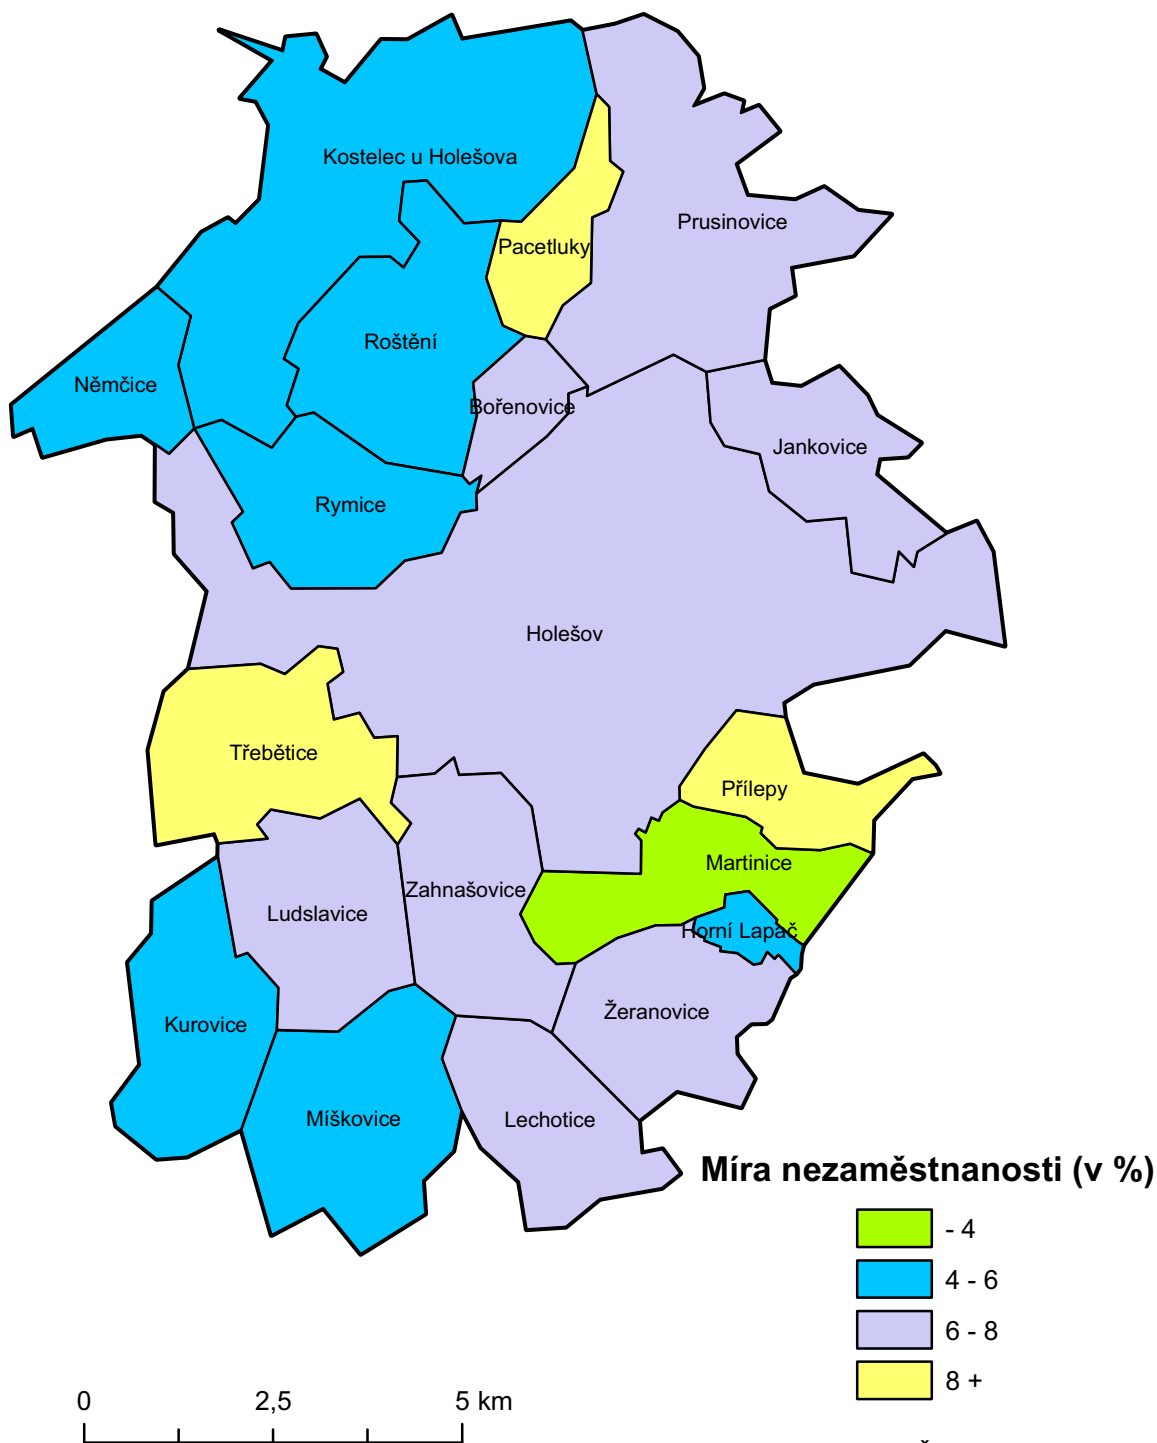 Kostelec u Holešova
Prusinovice
Pacetluky
Roštění
Němčice
Bořenovice
Jankovice
Rymice
Holešov
Třebětice
Přílepy
Martinice
Zahnašovice
Ludslavice
Horní Lapač
Žeranovice
Kurovice
Míškovice
Lechotice
Míra nezaměstnanosti (v %)
- 4
4 - 6
6 - 8
8 +
0 2,5 5 km